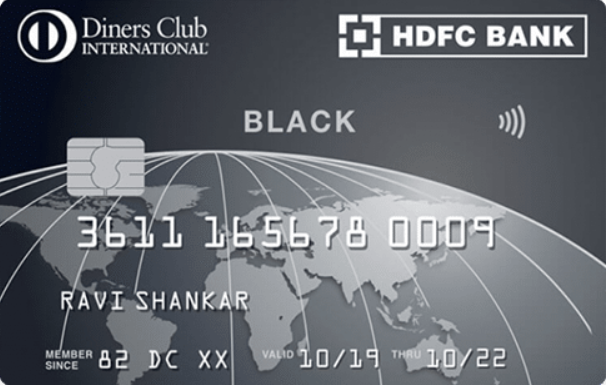 Diners Club
INTERNATIONAL®
HDFC BANK
BLACK
3611 165678 0009
RAVI SHANKAR
MEMBER SINCE 82 DC XX VALID 10/19 THRU 10/22